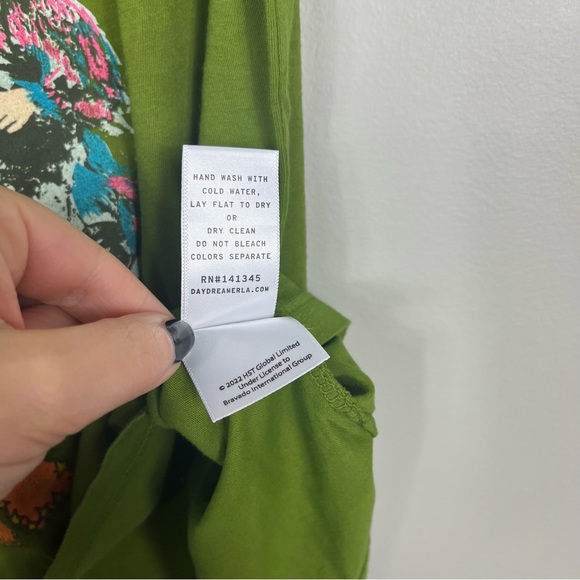 HAND WASH WITH
COLD WATER,
LAY FLAT TO DRY
OR
DRY CLEAN
DO NOT BLEACH
COLORS SEPARATE
RN#141345
DAYDREAMERLA.COM
© 2022 HST Global Limited
Under License to
Bravado International Group